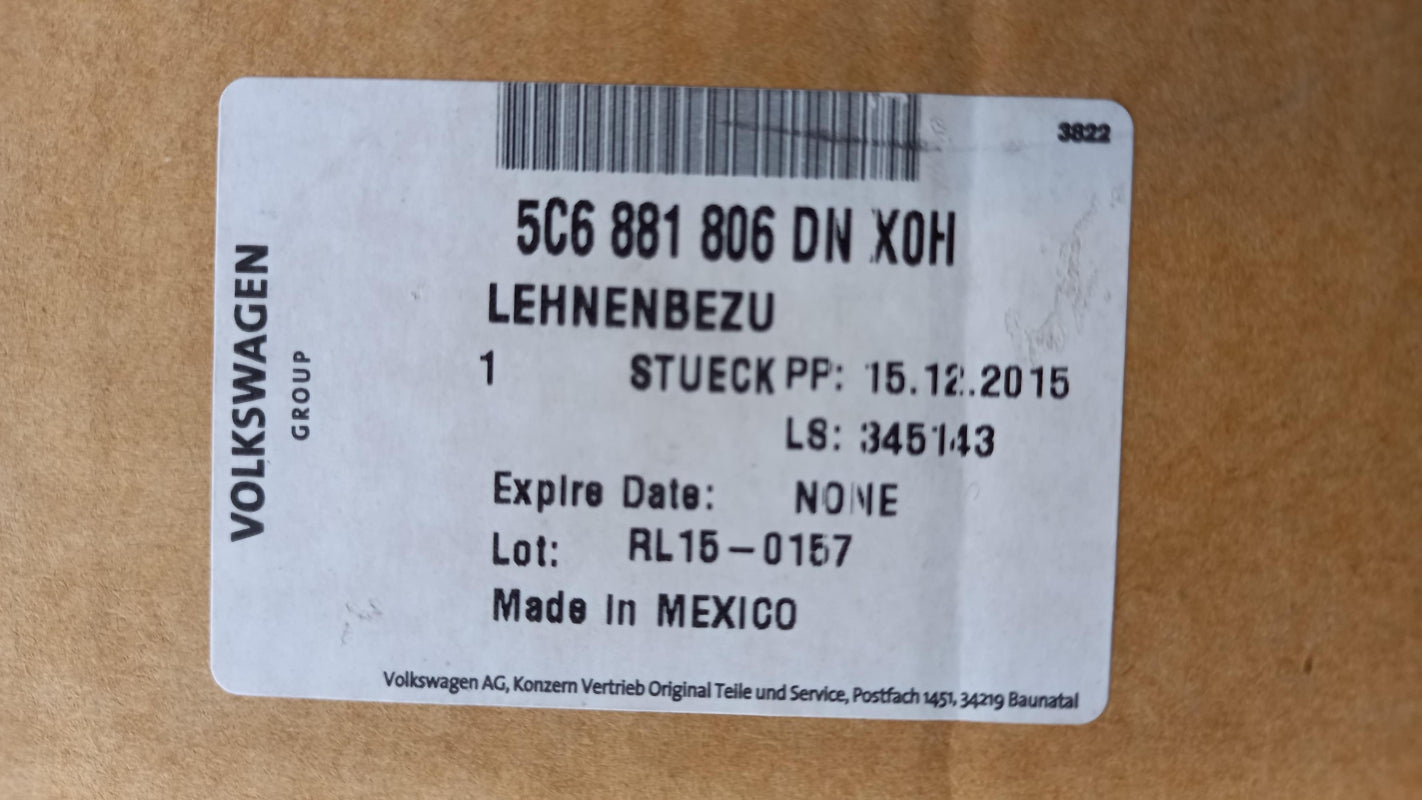 3822
5C6 881 806 DN X0H
LEHNENBEZU
1 STUECK PP: 15.12.2015
LS: 345143
Expire Date: NONE
Lot: RL15-0157
Made in MEXICO
VOLKSWAGEN
GROUP
Volkswagen AG, Konzern Vertrieb Original Teile und Service, Postfach 1451, 34219 Baunatal